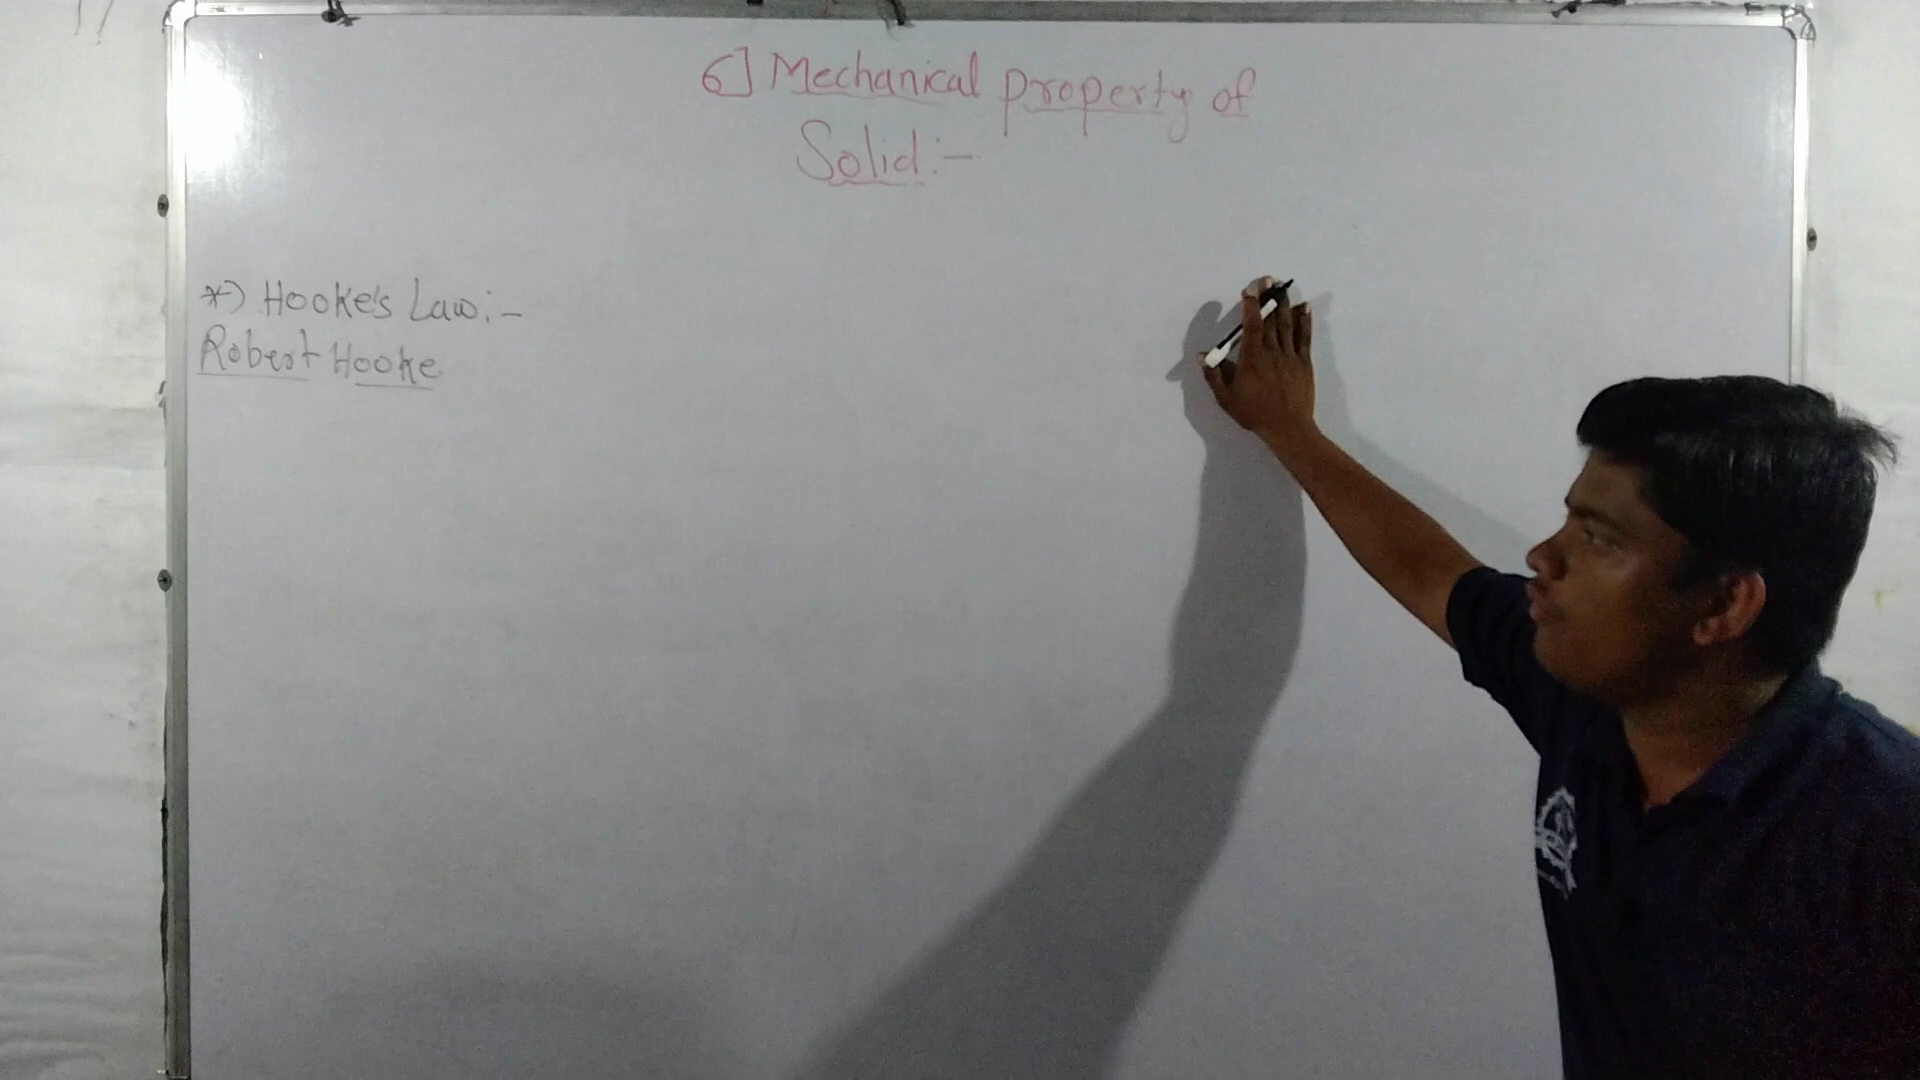 6] Mechanical property of
Solid:-
*) Hooke's Law:-
Robert Hooke